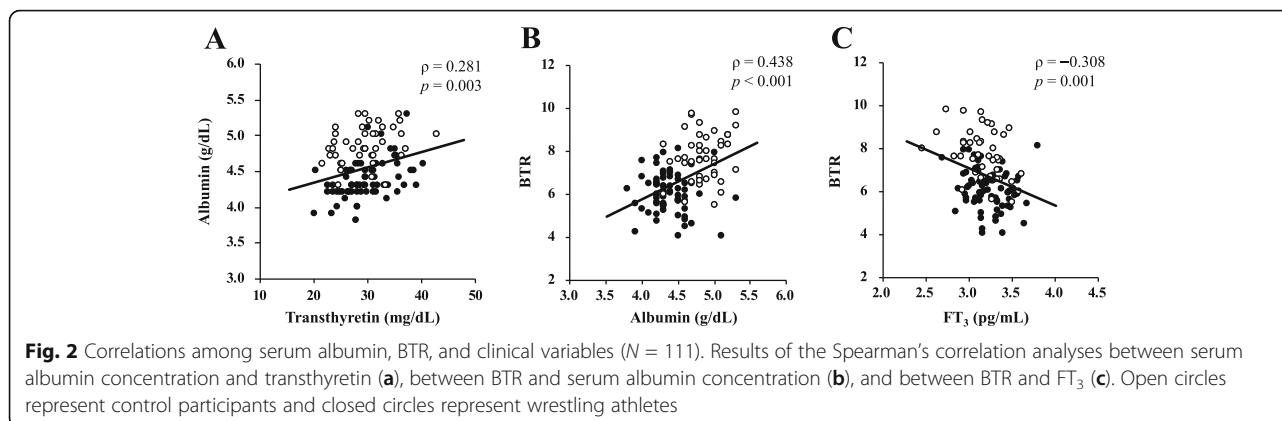 A
ρ = 0.281
p = 0.003
6.0
5.5
5.0
4.5
4.0
3.5
3.0
Albumin (g/dL)
10 20 30 40 50
Transthyretin (mg/dL)
B
ρ = 0.438
p < 0.001
12
10
8
6
4
2
BTR
3.0 3.5 4.0 4.5 5.0 5.5 6.0
Albumin (g/dL)
C
ρ = −0.308
p = 0.001
12
10
8
6
4
2
BTR
2.0 2.5 3.0 3.5 4.0 4.5
FT₃ (pg/mL)
Fig. 2 Correlations among serum albumin, BTR, and clinical variables (N = 111). Results of the Spearman’s correlation analyses between serum
albumin concentration and transthyretin (a), between BTR and serum albumin concentration (b), and between BTR and FT₃ (c). Open circles
represent control participants and closed circles represent wrestling athletes